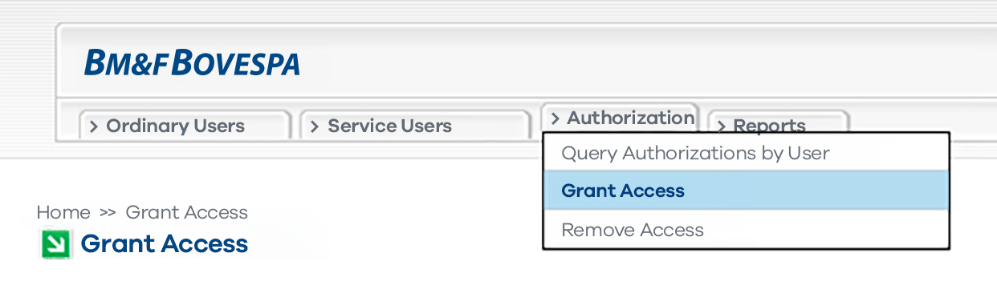 BM&FBOVESPA
> Ordinary Users > Service Users > Authorization > Reports
Query Authorizations by User
Grant Access
Remove Access
Home >> Grant Access
Grant Access